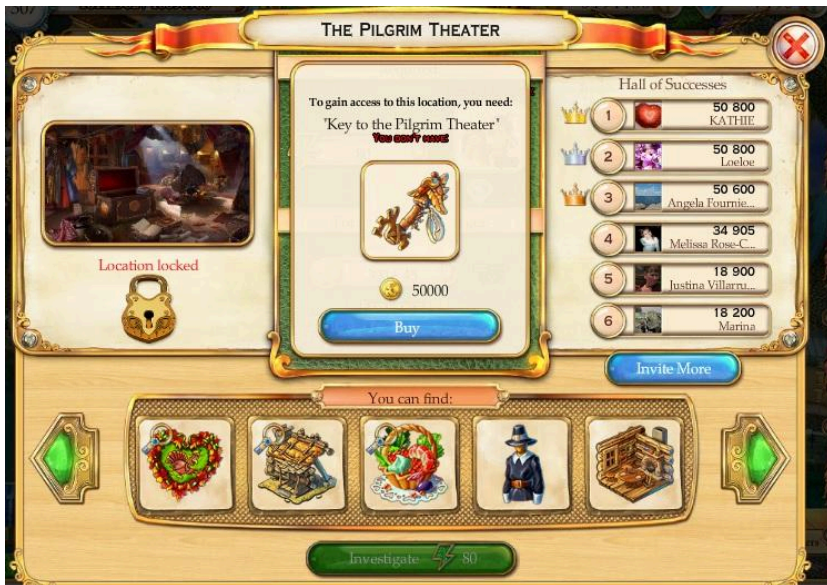 THE PILGRIM THEATER
To gain access to this location, you need:
"Key to the Pilgrim Theater"
YOU DON'T HAVE!
50000
Buy
Location locked
Hall of Successes
1
50 800
KATHIE
2
50 800
Loeloe
3
50 600
Angela Fournie...
4
34 905
Melissa Rose-C...
5
18 900
Justina Villarru...
6
18 200
Marina
Invite More
You can find:
Investigate 80